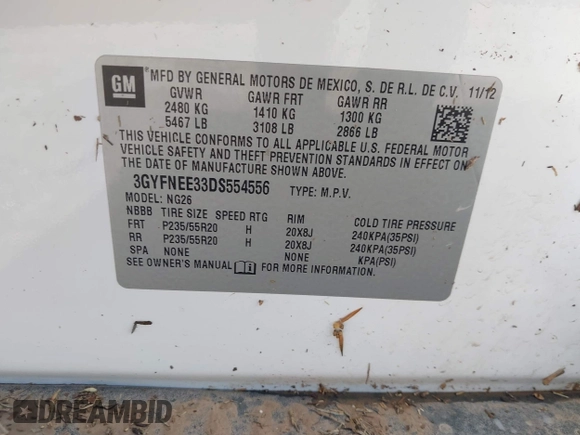 GM
MFD BY GENERAL MOTORS DE MEXICO, S. DE R.L. DE C.V. 11/12
GVWR GAWR FRT GAWR RR
2480 KG 1410 KG 1300 KG
5467 LB 3108 LB 2866 LB
THIS VEHICLE CONFORMS TO ALL APPLICABLE U.S. FEDERAL MOTOR
VEHICLE SAFETY AND THEFT PREVENTION STANDARDS IN EFFECT ON
THE DATE OF MANUFACTURE SHOWN ABOVE.
3GYFNEE33DS554556 TYPE: M.P.V.
MODEL: NG26
NBBB TIRE SIZE SPEED RTG RIM COLD TIRE PRESSURE
FRT P235/55R20 H 20X8J 240KPA(35PSI)
RR P235/55R20 H 20X8J 240KPA(35PSI)
SPA NONE NONE KPA(PSI)
SEE OWNER'S MANUAL FOR MORE INFORMATION.
DREAMBID